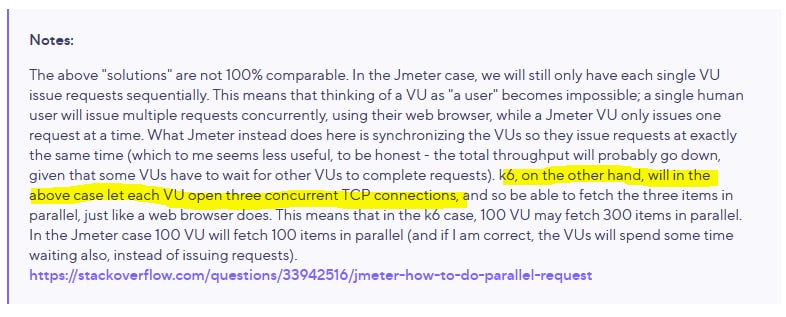 Notes:
The above "solutions" are not 100% comparable. In the Jmeter case, we will still only have each single VU
issue requests sequentially. This means that thinking of a VU as "a user" becomes impossible; a single human
user will issue multiple requests concurrently, using their web browser, while a Jmeter VU only issues one
request at a time. What Jmeter instead does here is synchronizing the VUs so they issue requests at exactly
the same time (which to me seems less useful, to be honest - the total throughput will probably go down,
given that some VUs have to wait for other VUs to complete requests). k6, on the other hand, will in the
above case let each VU open three concurrent TCP connections, and so be able to fetch the three items in
parallel, just like a web browser does. This means that in the k6 case, 100 VU may fetch 300 items in parallel.
In the Jmeter case 100 VU will fetch 100 items in parallel (and if I am correct, the VUs will spend some time
waiting also, instead of issuing requests).
https://stackoverflow.com/questions/33942516/jmeter-how-to-do-parallel-request